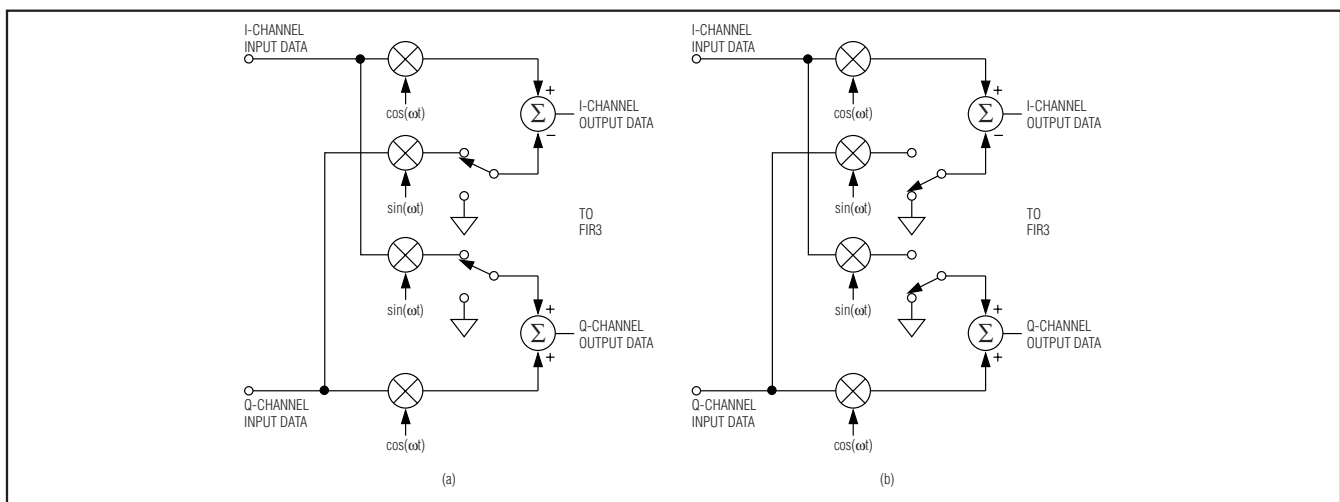 I-CHANNEL
INPUT DATA
cos(ωt)
+
Σ
−
I-CHANNEL
OUTPUT DATA
sin(ωt)
TO
FIR3
sin(ωt)
+
Σ
+
Q-CHANNEL
OUTPUT DATA
Q-CHANNEL
INPUT DATA
cos(ωt)
(a)
I-CHANNEL
INPUT DATA
cos(ωt)
+
Σ
−
I-CHANNEL
OUTPUT DATA
sin(ωt)
TO
FIR3
sin(ωt)
+
Σ
+
Q-CHANNEL
OUTPUT DATA
Q-CHANNEL
INPUT DATA
cos(ωt)
(b)